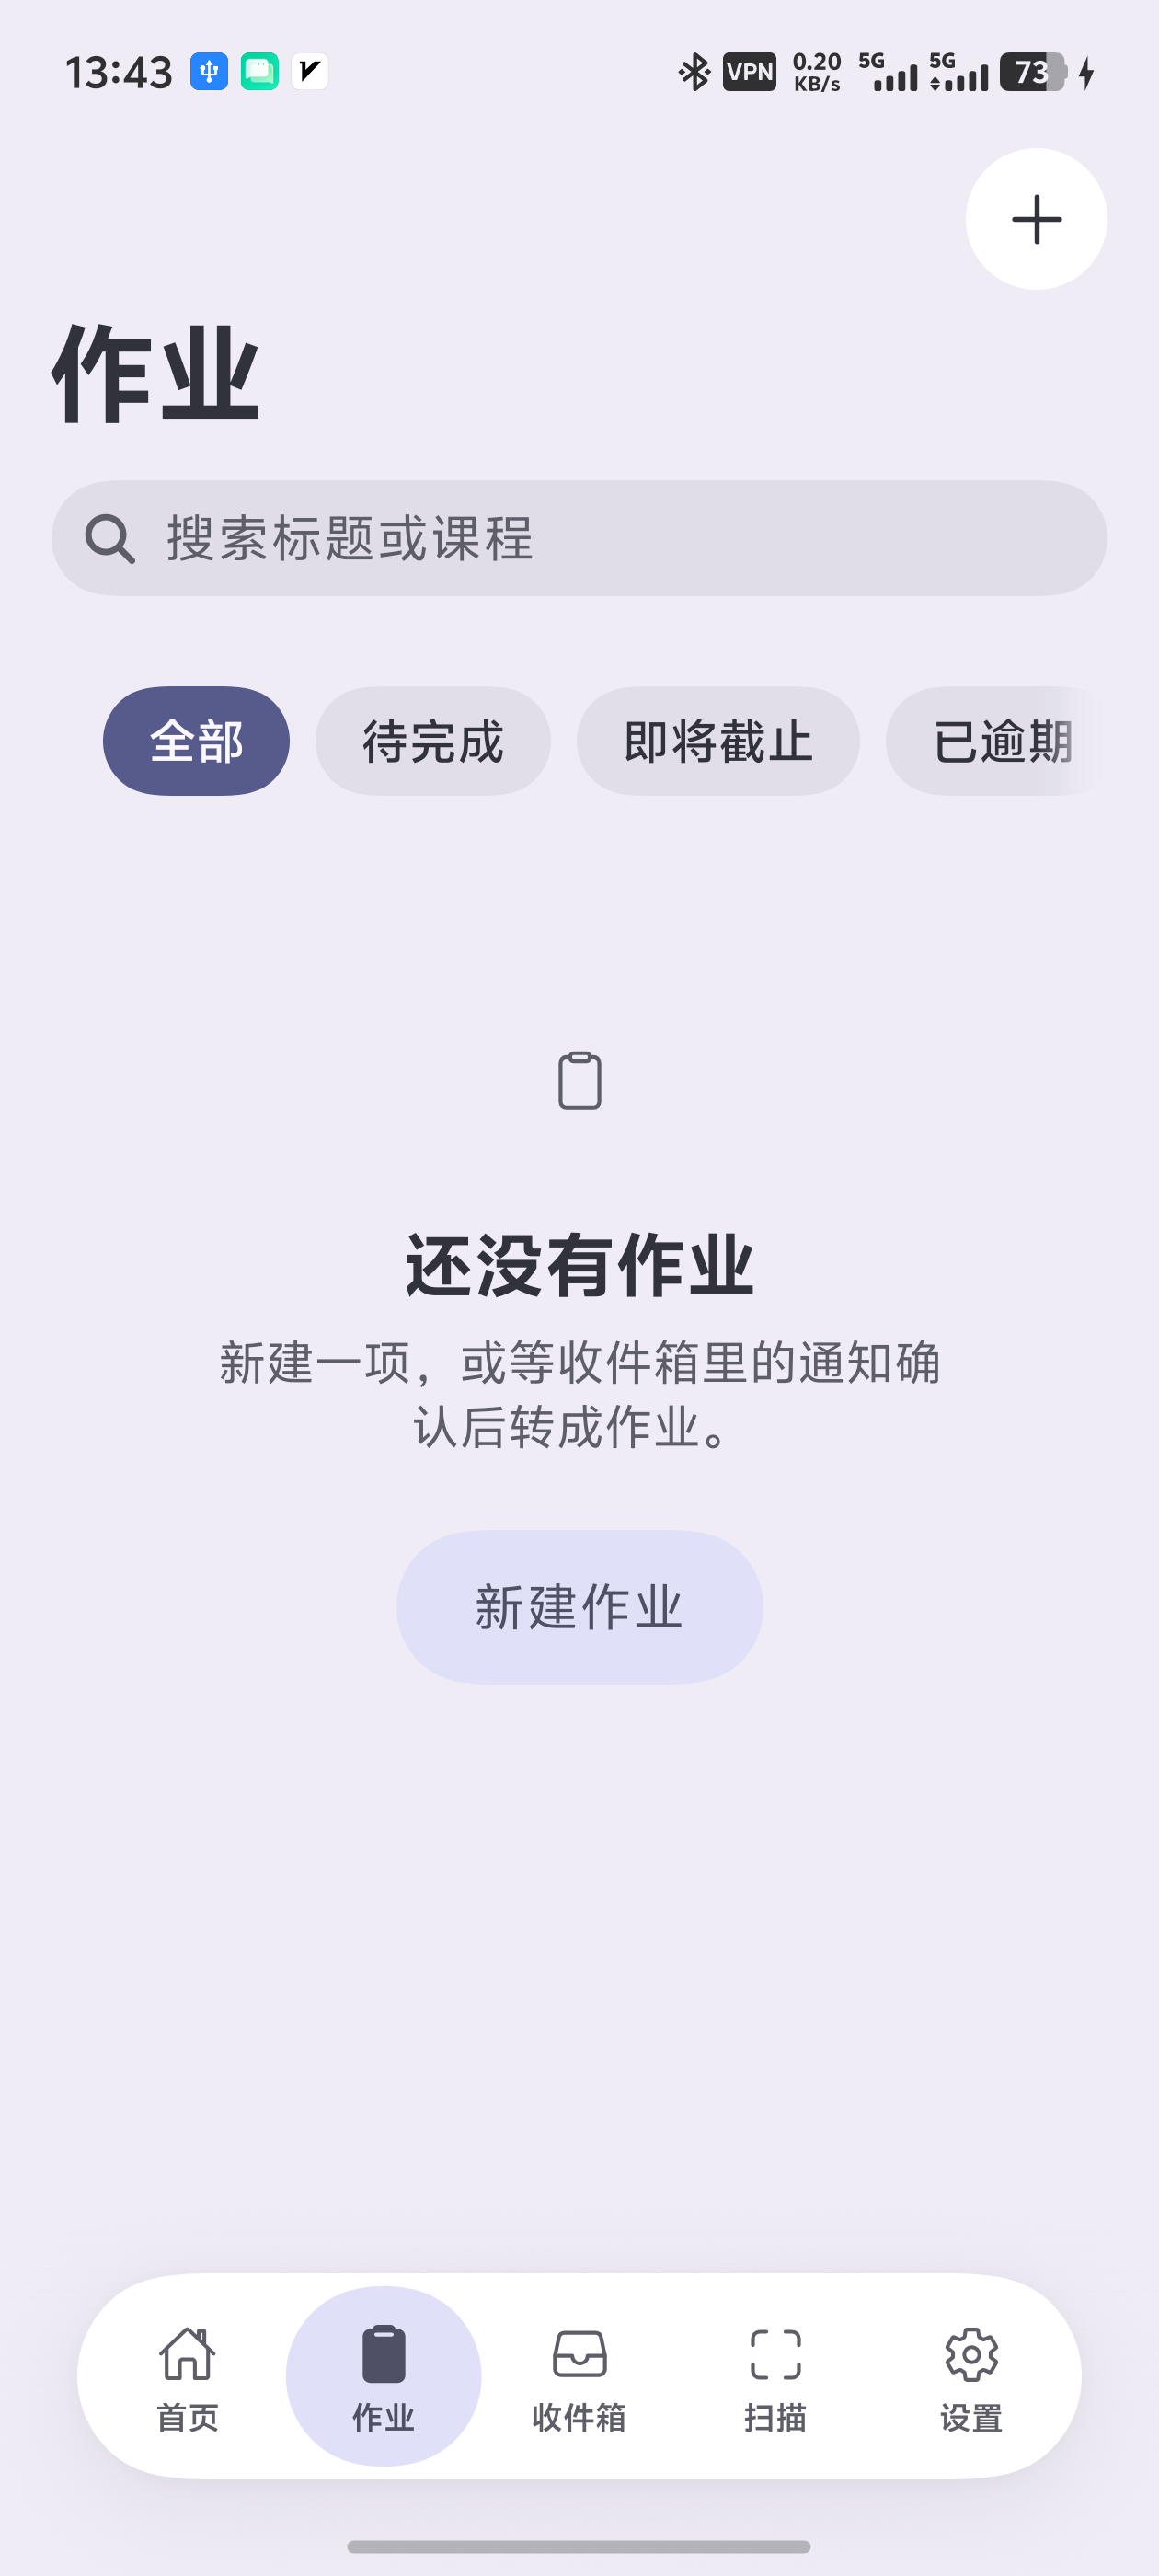 13:43
VPN
0.20
KB/s
5G
5G
73
作业
搜索标题或课程
全部
待完成
即将截止
已逾期
还没有作业
新建一项，或等收件箱里的通知确
认后转成作业。
新建作业
首页
作业
收件箱
扫描
设置